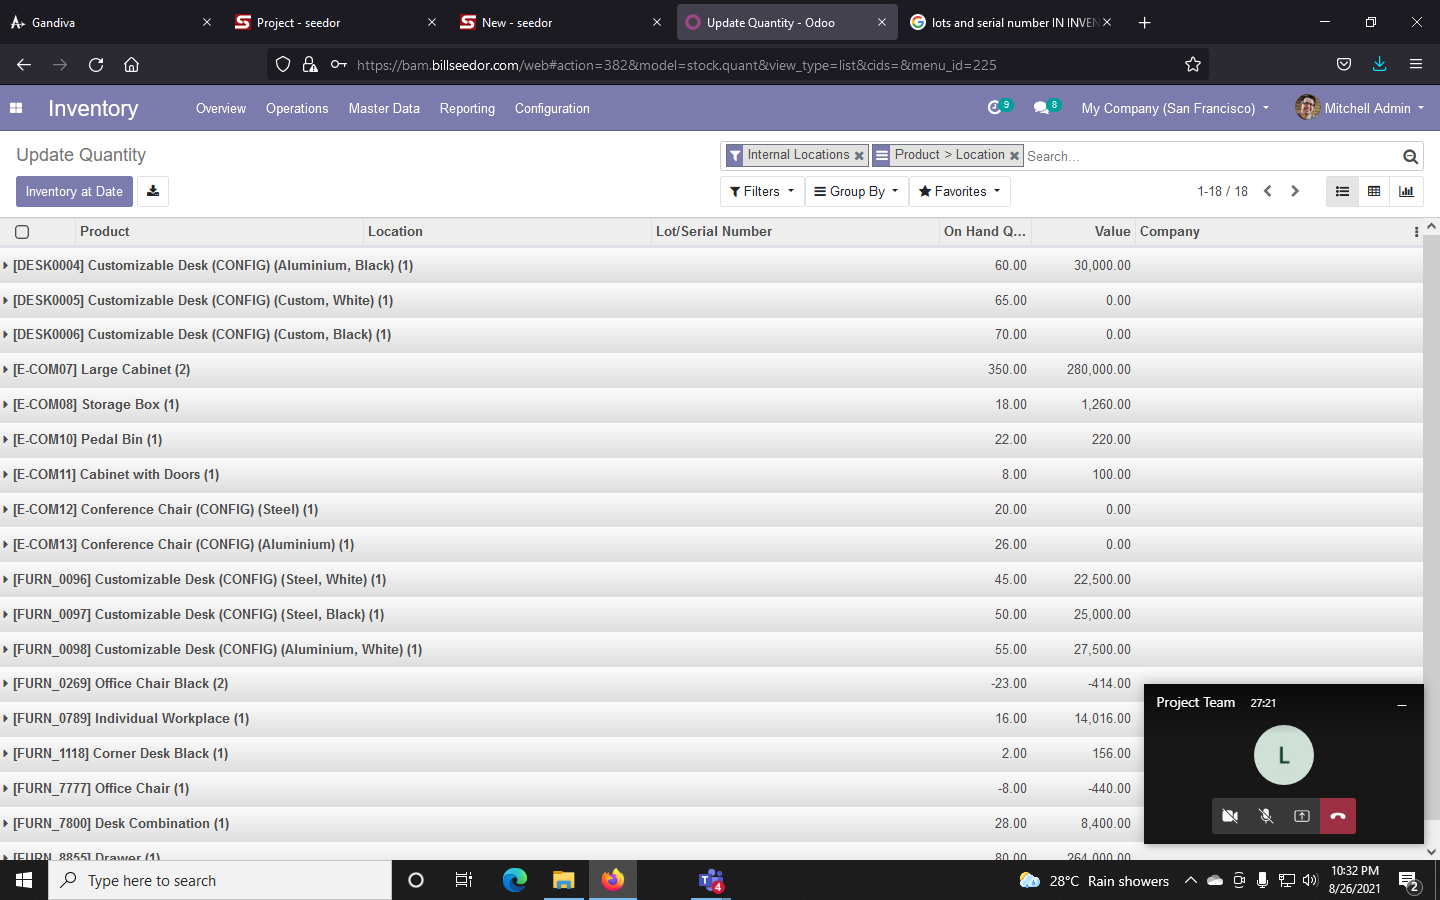 Gandiva
Project - seedor
New - seedor
Update Quantity - Odoo
lots and serial number IN INVEN
https://bam.billseedor.com/web#action=382&model=stock.quant&view_type=list&cids=&menu_id=225
Inventory
Overview
Operations
Master Data
Reporting
Configuration
9
8
My Company (San Francisco)
Mitchell Admin
Update Quantity
Internal Locations
Product > Location
Search...
Inventory at Date
Filters
Group By
Favorites
1-18 / 18
Product Location Lot/Serial Number On Hand Q... Value Company
[DESK0004] Customizable Desk (CONFIG) (Aluminium, Black) (1) 60.00 30,000.00
[DESK0005] Customizable Desk (CONFIG) (Custom, White) (1) 65.00 0.00
[DESK0006] Customizable Desk (CONFIG) (Custom, Black) (1) 70.00 0.00
[E-COM07] Large Cabinet (2) 350.00 280,000.00
[E-COM08] Storage Box (1) 18.00 1,260.00
[E-COM10] Pedal Bin (1) 22.00 220.00
[E-COM11] Cabinet with Doors (1) 8.00 100.00
[E-COM12] Conference Chair (CONFIG) (Steel) (1) 20.00 0.00
[E-COM13] Conference Chair (CONFIG) (Aluminium) (1) 26.00 0.00
[FURN_0096] Customizable Desk (CONFIG) (Steel, White) (1) 45.00 22,500.00
[FURN_0097] Customizable Desk (CONFIG) (Steel, Black) (1) 50.00 25,000.00
[FURN_0098] Customizable Desk (CONFIG) (Aluminium, White) (1) 55.00 27,500.00
[FURN_0269] Office Chair Black (2) -23.00 -414.00
[FURN_0789] Individual Workplace (1) 16.00 14,016.00
[FURN_1118] Corner Desk Black (1) 2.00 156.00
[FURN_7777] Office Chair (1) -8.00 -440.00
[FURN_7800] Desk Combination (1) 28.00 8,400.00
[FURN_8855] Drawer (1) 80.00 264,000.00
Project Team 27:21
L
Type here to search
T
4
28°C Rain showers
10:32 PM
8/26/2021
2